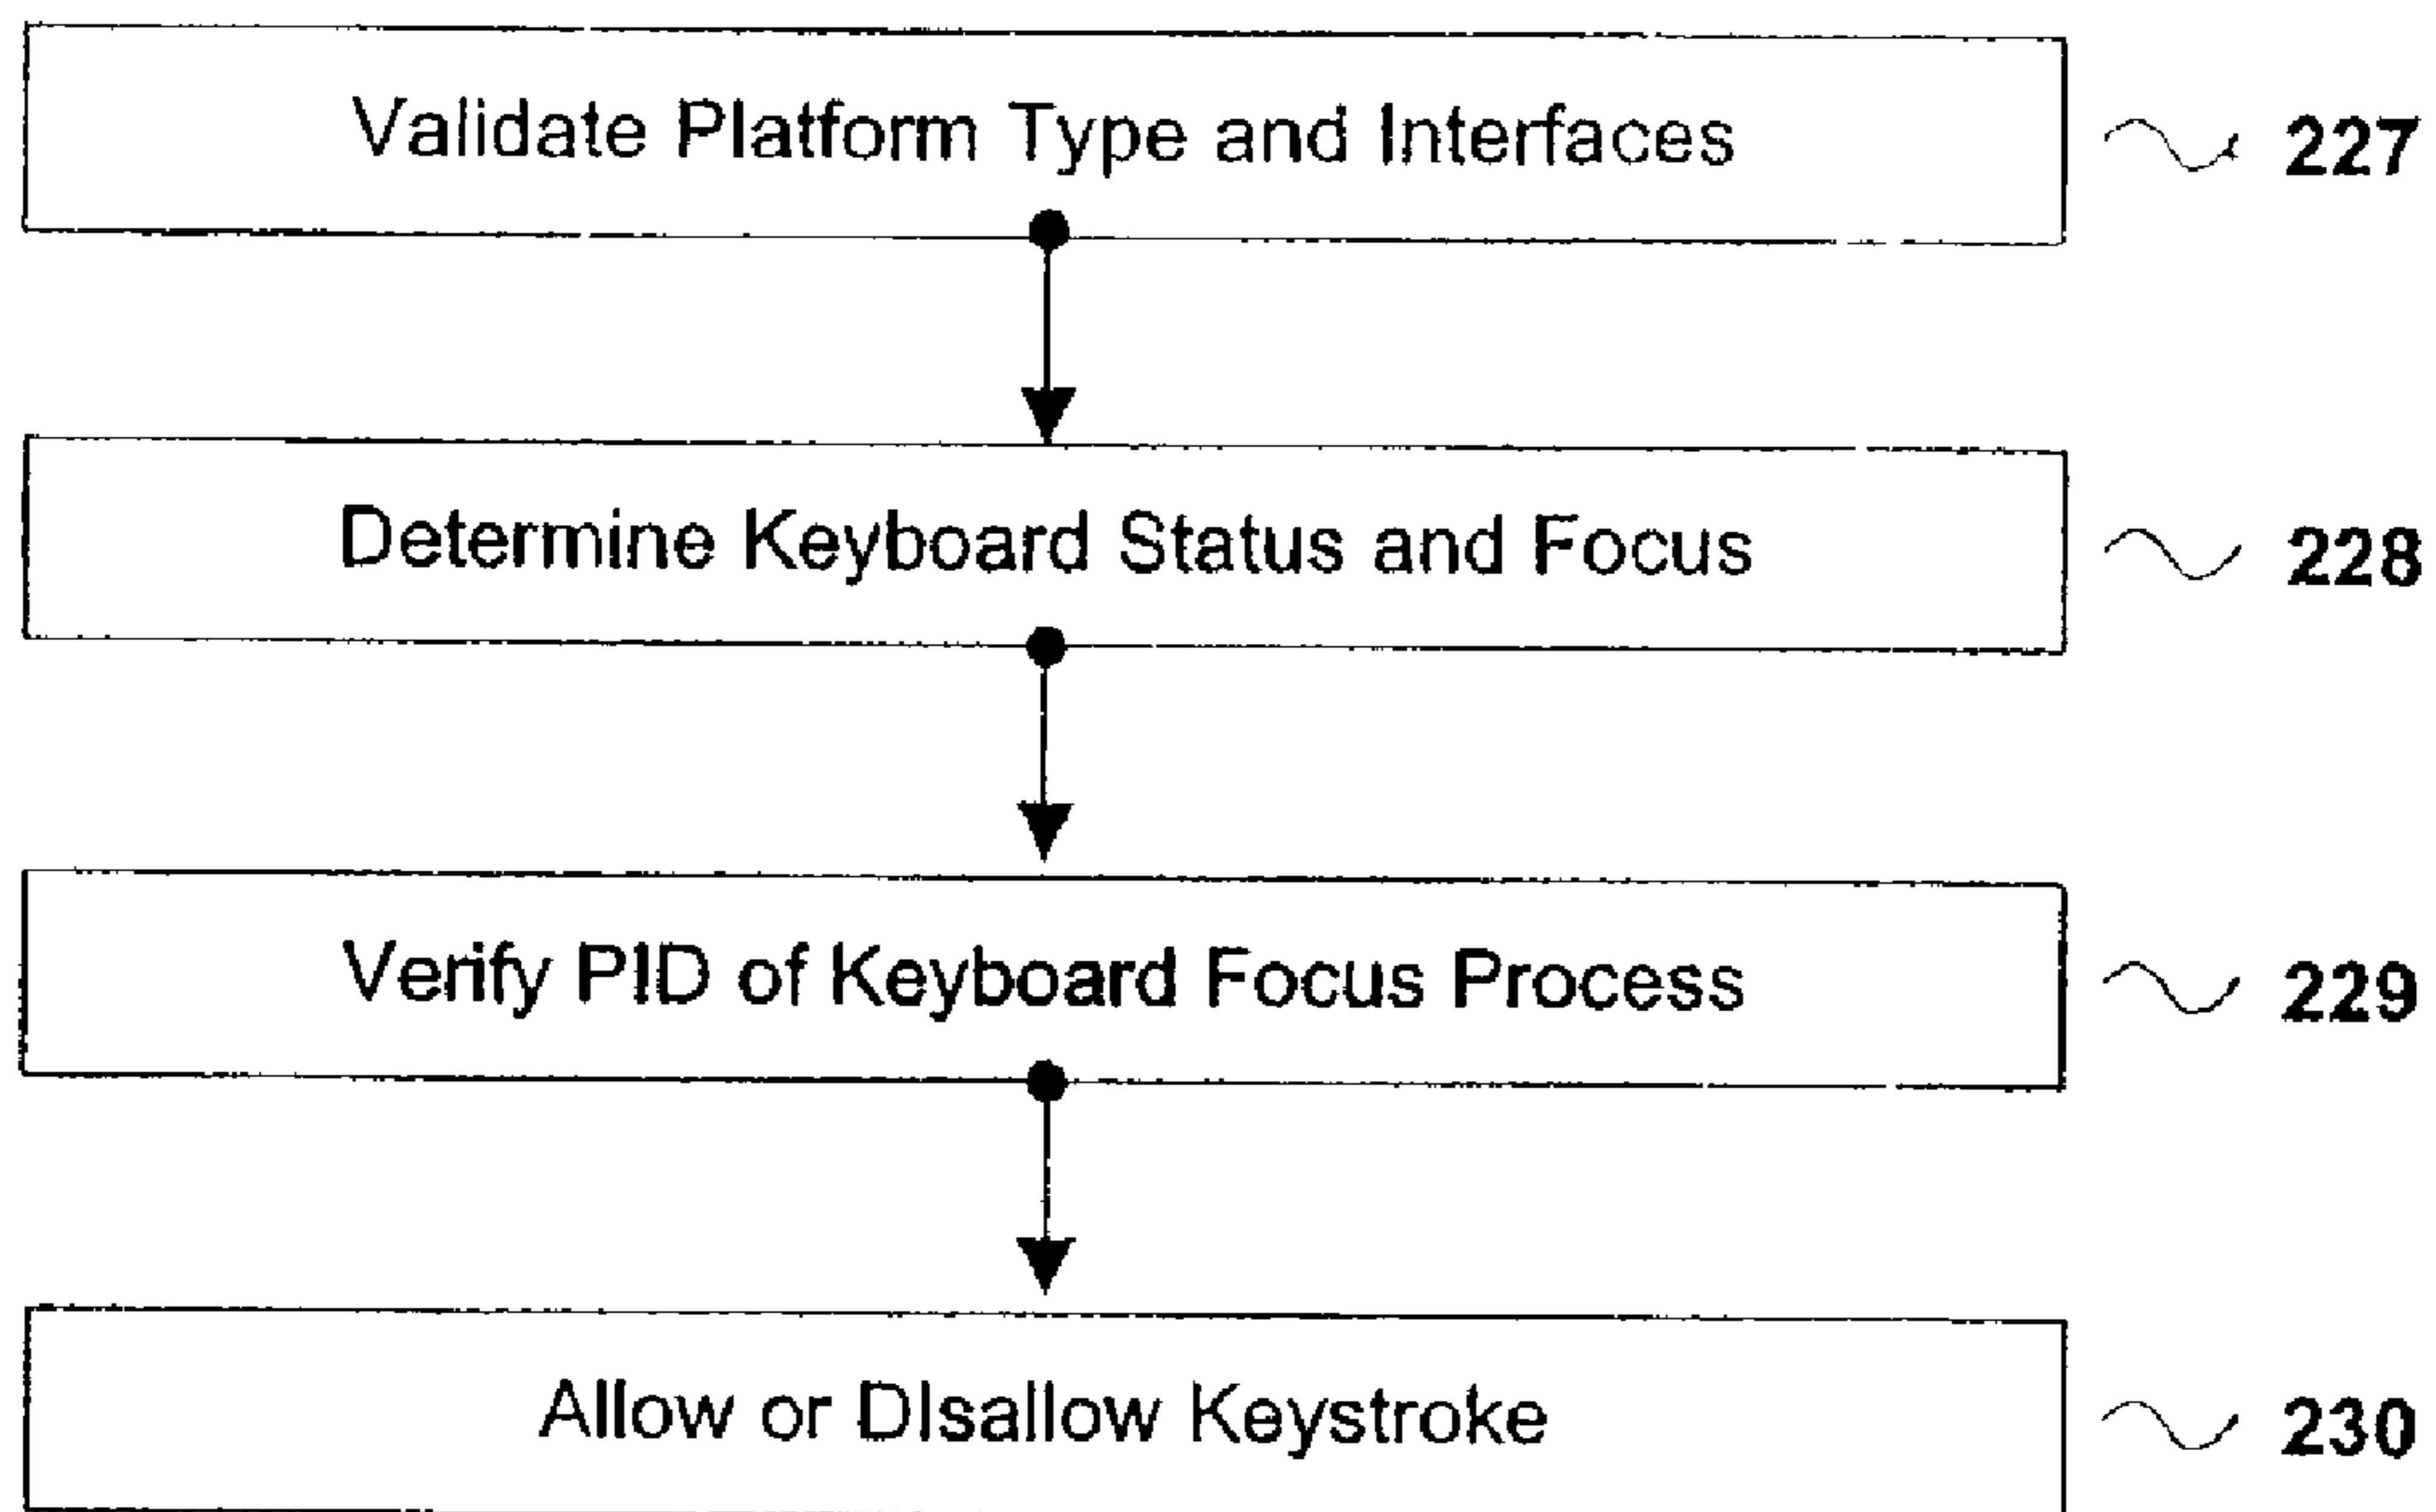 Validate Platform Type and Interfaces 227
Determine Keyboard Status and Focus 228
Verify PID of Keyboard Focus Process 229
Allow or DIsallow Keystroke 230